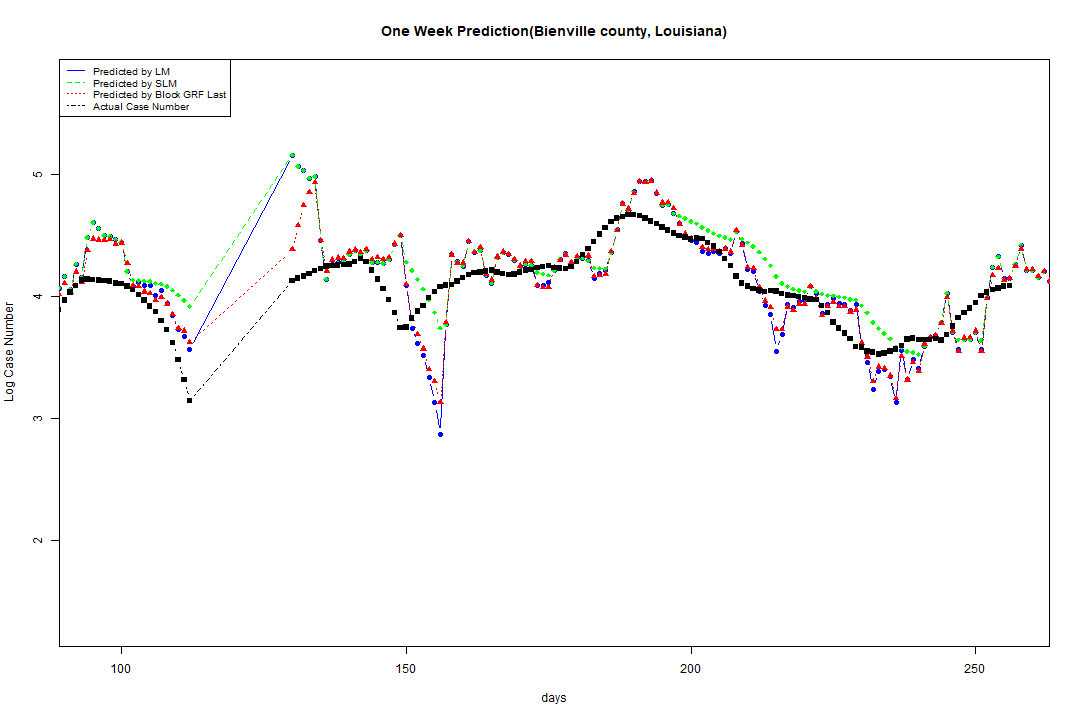 One Week Prediction(Bienville county, Louisiana)
Predicted by LM
Predicted by SLM
Predicted by Block GRF Last
Actual Case Number
5
4
3
2
Log Case Number
100
150
200
250
days